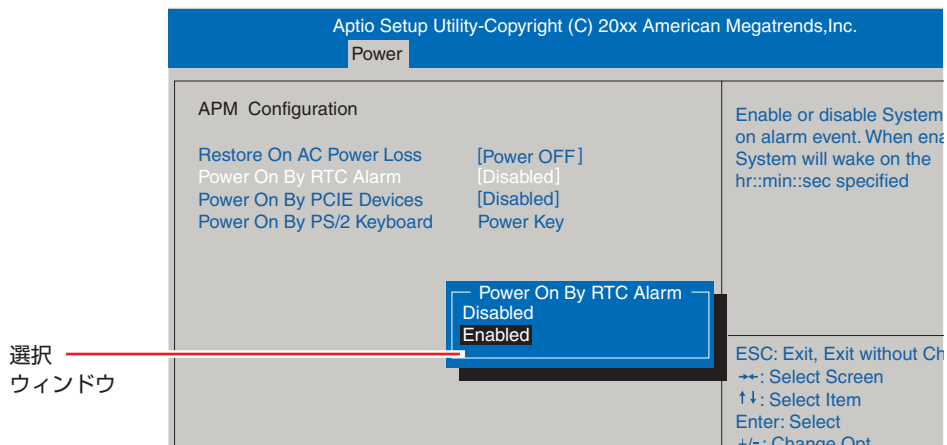 Aptio Setup Utility-Copyright (C) 20xx American Megatrends,Inc.
Power
APM Configuration
Restore On AC Power Loss [Power OFF]
Power On By RTC Alarm [Disabled]
Power On By PCIE Devices [Disabled]
Power On By PS/2 Keyboard Power Key
Enable or disable System
on alarm event. When ena
System will wake on the
hr::min::sec specified
Power On By RTC Alarm
Disabled
Enabled
選択
ウィンドウ
ESC: Exit, Exit without Ch
→←: Select Screen
↑↓: Select Item
Enter: Select
+/-: Change Opt